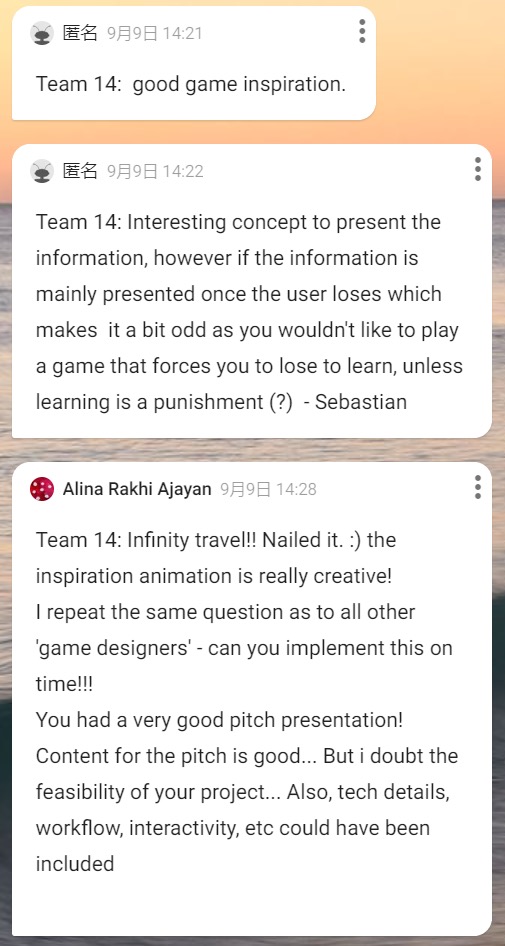 匿名 9月9日 14:21
Team 14:  good game inspiration.
匿名 9月9日 14:22
Team 14: Interesting concept to present the
information, however if the information is
mainly presented once the user loses which
makes  it a bit odd as you wouldn't like to play
a game that forces you to lose to learn, unless
learning is a punishment (?)  - Sebastian
Alina Rakhi Ajayan 9月9日 14:28
Team 14: Infinity travel!! Nailed it. :) the
inspiration animation is really creative!
I repeat the same question as to all other
'game designers' - can you implement this on
time!!!
You had a very good pitch presentation!
Content for the pitch is good... But i doubt the
feasibility of your project... Also, tech details,
workflow, interactivity, etc could have been
included